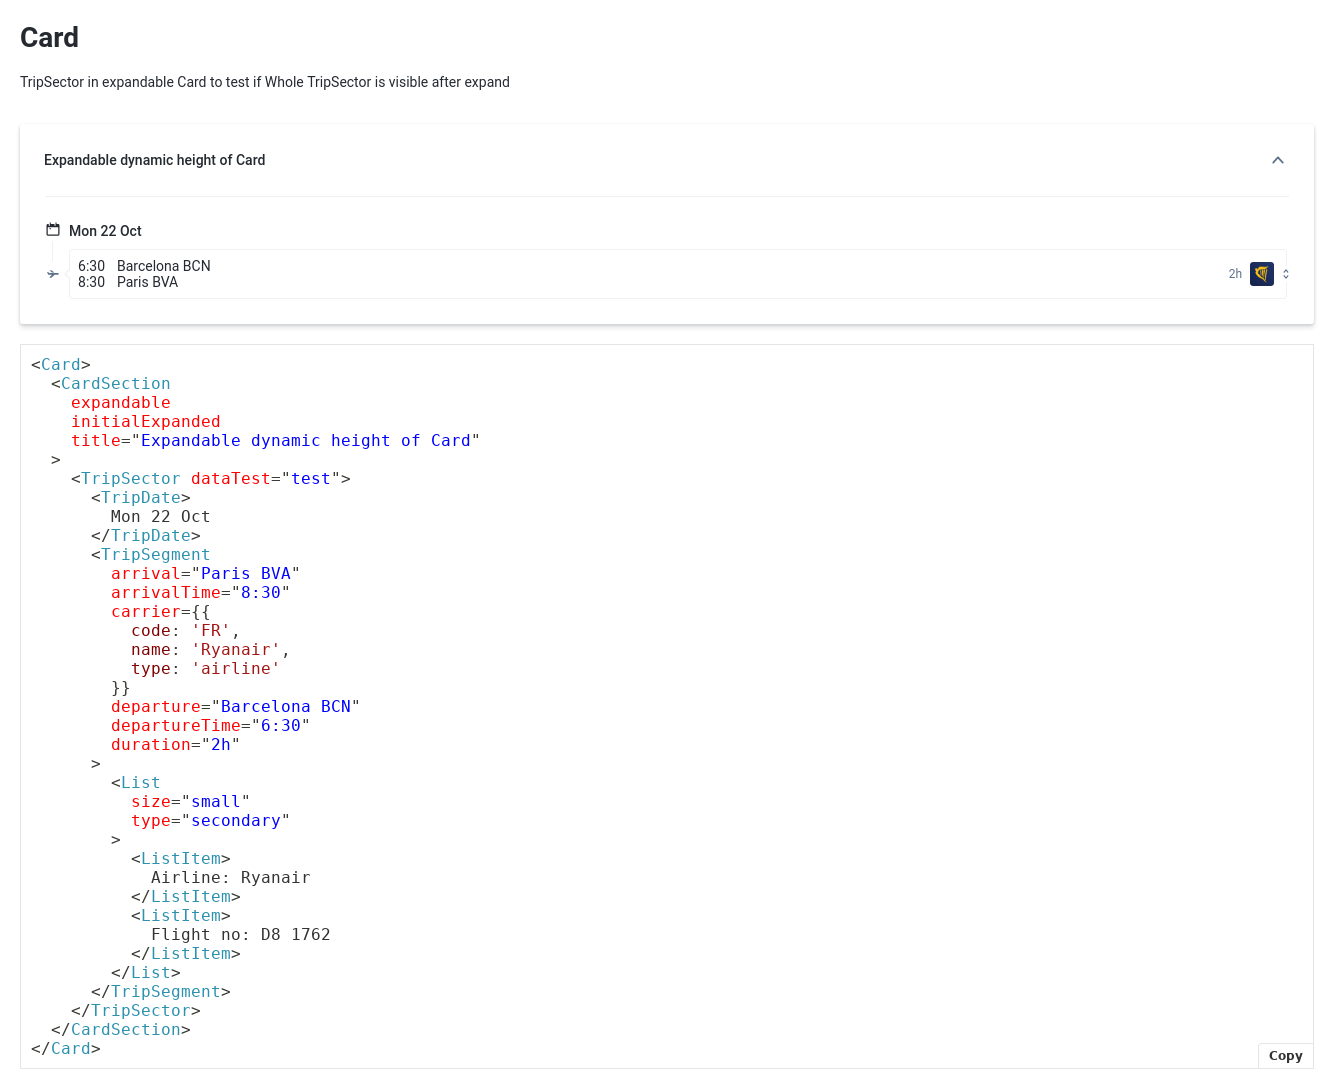 Card
TripSector in expandable Card to test if Whole TripSector is visible after expand
Expandable dynamic height of Card
Mon 22 Oct
6:30 Barcelona BCN
8:30 Paris BVA
2h
<Card>
  <CardSection
    expandable
    initialExpanded
    title="Expandable dynamic height of Card"
  >
    <TripSector dataTest="test">
      <TripDate>
        Mon 22 Oct
      </TripDate>
      <TripSegment
        arrival="Paris BVA"
        arrivalTime="8:30"
        carrier={{
          code: 'FR',
          name: 'Ryanair',
          type: 'airline'
        }}
        departure="Barcelona BCN"
        departureTime="6:30"
        duration="2h"
      >
        <List
          size="small"
          type="secondary"
        >
          <ListItem>
            Airline: Ryanair
          </ListItem>
          <ListItem>
            Flight no: D8 1762
          </ListItem>
        </List>
      </TripSegment>
    </TripSector>
  </CardSection>
</Card>
Copy